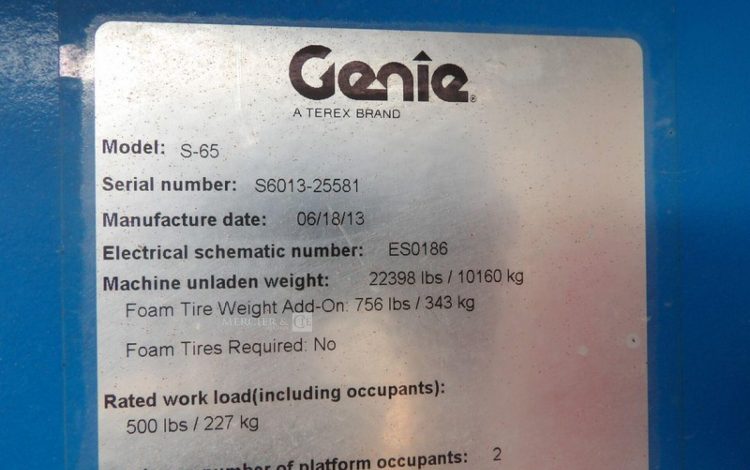 Genie
A TEREX BRAND
Model: S-65
Serial number: S6013-25581
Manufacture date: 06/18/13
Electrical schematic number: ES0186
Machine unladen weight: 22398 lbs / 10160 kg
Foam Tire Weight Add-On: 756 lbs / 343 kg
MERCIER &
Foam Tires Required: No
Rated work load(including occupants):
500 lbs / 227 kg
number of platform occupants: 2